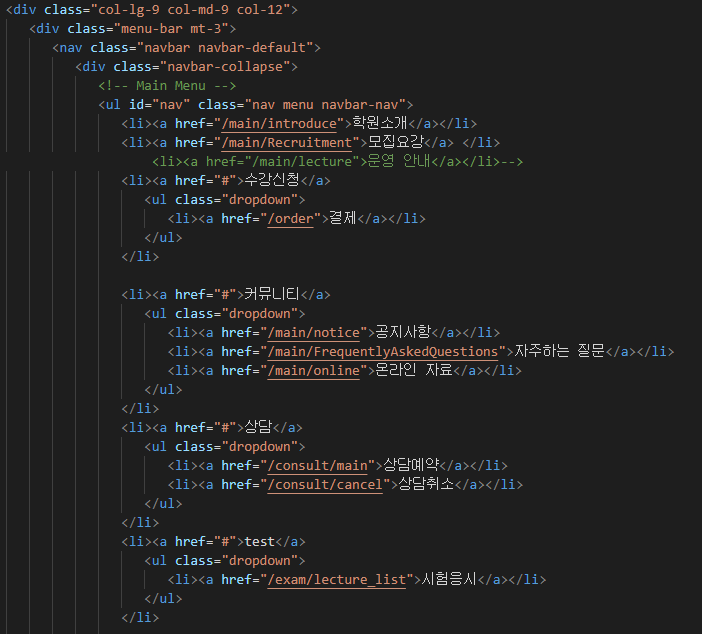 <div class="col-lg-9 col-md-9 col-12">
<div class="menu-bar mt-3">
<nav class="navbar navbar-default">
<div class="navbar-collapse">
<!-- Main Menu -->
<ul id="nav" class="nav menu navbar-nav">
<li><a href="/main/introduce">학원소개</a></li>
<li><a href="/main/Recruitment">모집요강</a> </li>
<li><a href="/main/lecture">운영 안내</a></li>-->
<li><a href="#">수강신청</a>
<ul class="dropdown">
<li><a href="/order">결제</a></li>
</ul>
</li>
<li><a href="#">커뮤니티</a>
<ul class="dropdown">
<li><a href="/main/notice">공지사항</a></li>
<li><a href="/main/FrequentlyAskedQuestions">자주하는 질문</a></li>
<li><a href="/main/online">온라인 자료</a></li>
</ul>
</li>
<li><a href="#">상담</a>
<ul class="dropdown">
<li><a href="/consult/main">상담예약</a></li>
<li><a href="/consult/cancel">상담취소</a></li>
</ul>
</li>
<li><a href="#">test</a>
<ul class="dropdown">
<li><a href="/exam/lecture_list">시험응시</a></li>
</ul>
</li>